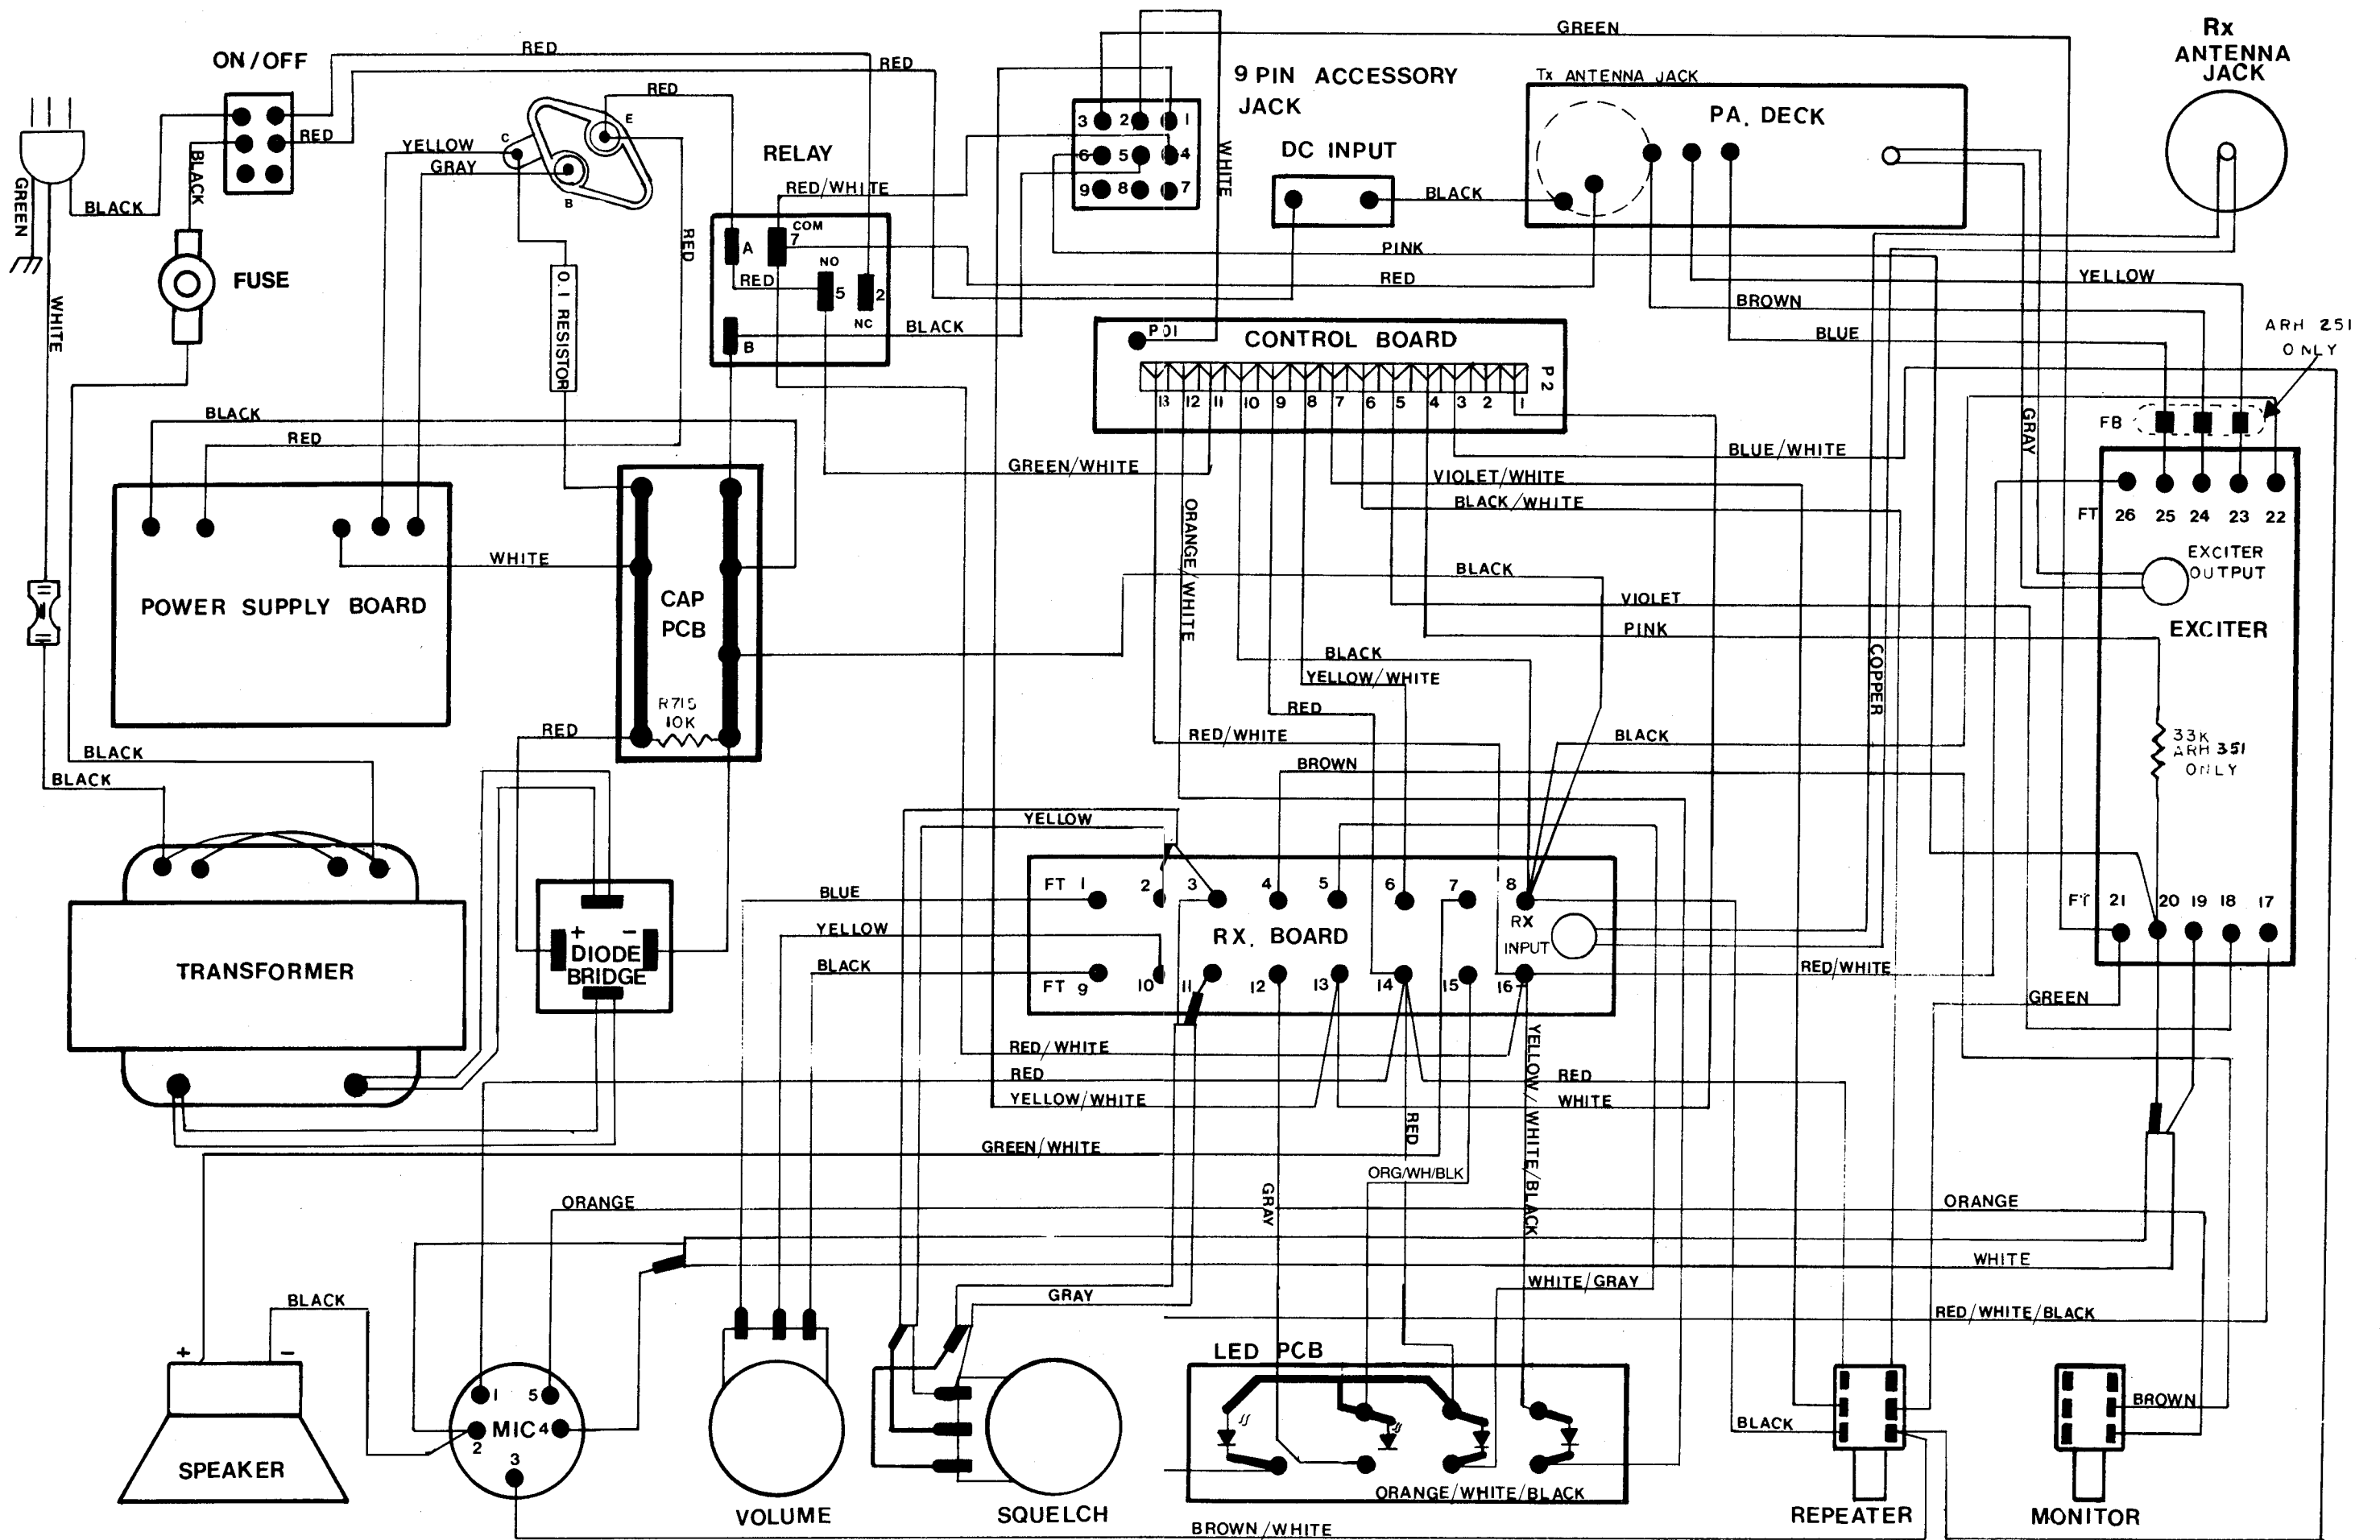 ON/OFF
RED
RED
RED
RED
BLACK
BLACK
GREEN
WHITE
FUSE
YELLOW
GRAY
C
E
B
RED
0.1 RESISTOR
RELAY
RED/WHITE
COM
7
A
RED
NO
5
2
NC
B
BLACK
9 PIN ACCESSORY
JACK
3 2 1
6 5 4
9 8 7
WHITE
GREEN
DC INPUT
BLACK
Tx ANTENNA JACK
PA. DECK
Rx
ANTENNA
JACK
PINK
RED
YELLOW
BROWN
BLUE
ARH 251
ONLY
P01
CONTROL BOARD
P2
13 12 11 10 9 8 7 6 5 4 3 2 1
GREEN/WHITE
BLUE/WHITE
VIOLET/WHITE
BLACK/WHITE
GRAY
FB
FT 26 25 24 23 22
EXCITER
OUTPUT
EXCITER
BLACK
RED
WHITE
POWER SUPPLY BOARD
CAP
PCB
R715
10K
ORANGE/WHITE
BLACK
VIOLET
PINK
BLACK
YELLOW/WHITE
RED
RED/WHITE
BLACK
BROWN
COPPER
33K
ARH 351
ONLY
RED
BLACK
BLACK
YELLOW
TRANSFORMER
+ -
DIODE
BRIDGE
BLUE
YELLOW
BLACK
FT 1 2 3 4 5 6 7 8
RX. BOARD
RX
INPUT
FT 9 10 11 12 13 14 15 16
FT 21 20 19 18 17
RED/WHITE
GREEN
RED/WHITE
RED
YELLOW/WHITE
RED
WHITE
GREEN/WHITE
RED
YELLOW/WHITE/BLACK
ORG/WH/BLK
GRAY
ORANGE
ORANGE
WHITE
WHITE/GRAY
GRAY
RED/WHITE/BLACK
BLACK
+ -
SPEAKER
1 5
MIC 4
2
3
VOLUME
SQUELCH
LED PCB
ORANGE/WHITE/BLACK
BLACK
BROWN
REPEATER
MONITOR
BROWN/WHITE